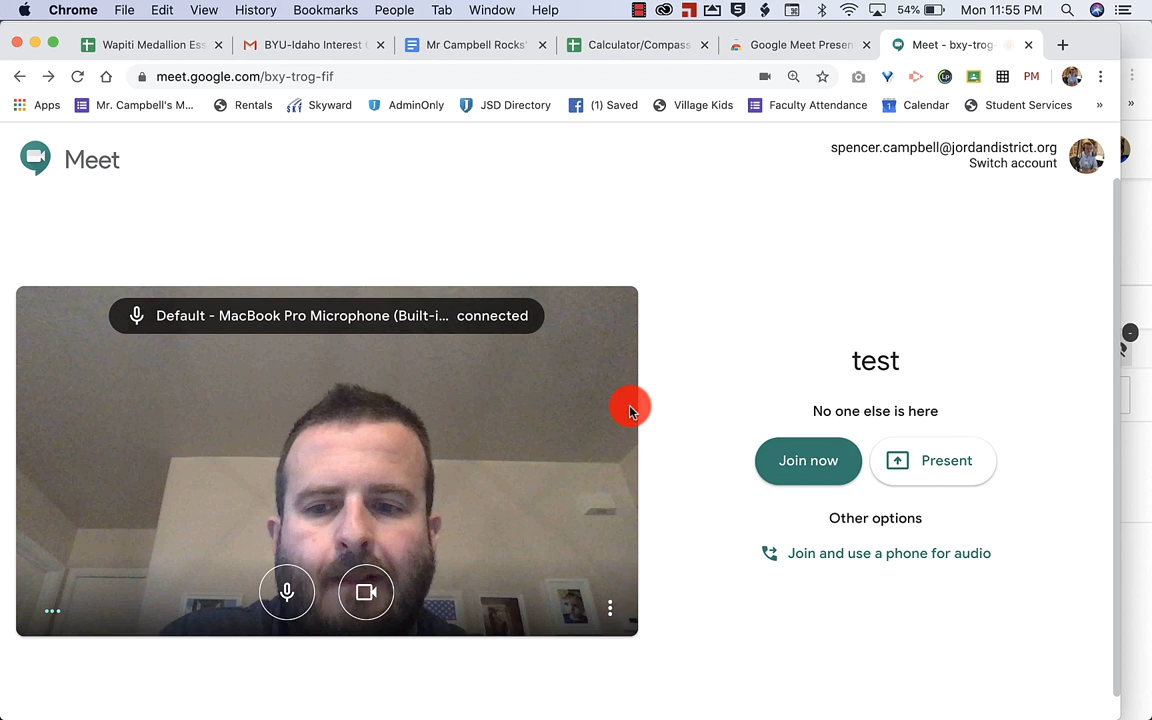 Chrome File Edit View History Bookmarks People Tab Window Help 54% Mon 11:55 PM
Wapiti Medallion Ess BYU-Idaho Interest Mr Campbell Rocks' Calculator/Compass Google Meet Presen Meet - bxy-trog-
meet.google.com/bxy-trog-fif PM
Apps Mr. Campbell's M... Rentals Skyward AdminOnly JSD Directory (1) Saved Village Kids Faculty Attendance Calendar Student Services »
Meet
spencer.campbell@jordandistrict.org
Switch account
Default - MacBook Pro Microphone (Built-i... connected
test
No one else is here
Join now Present
Other options
Join and use a phone for audio